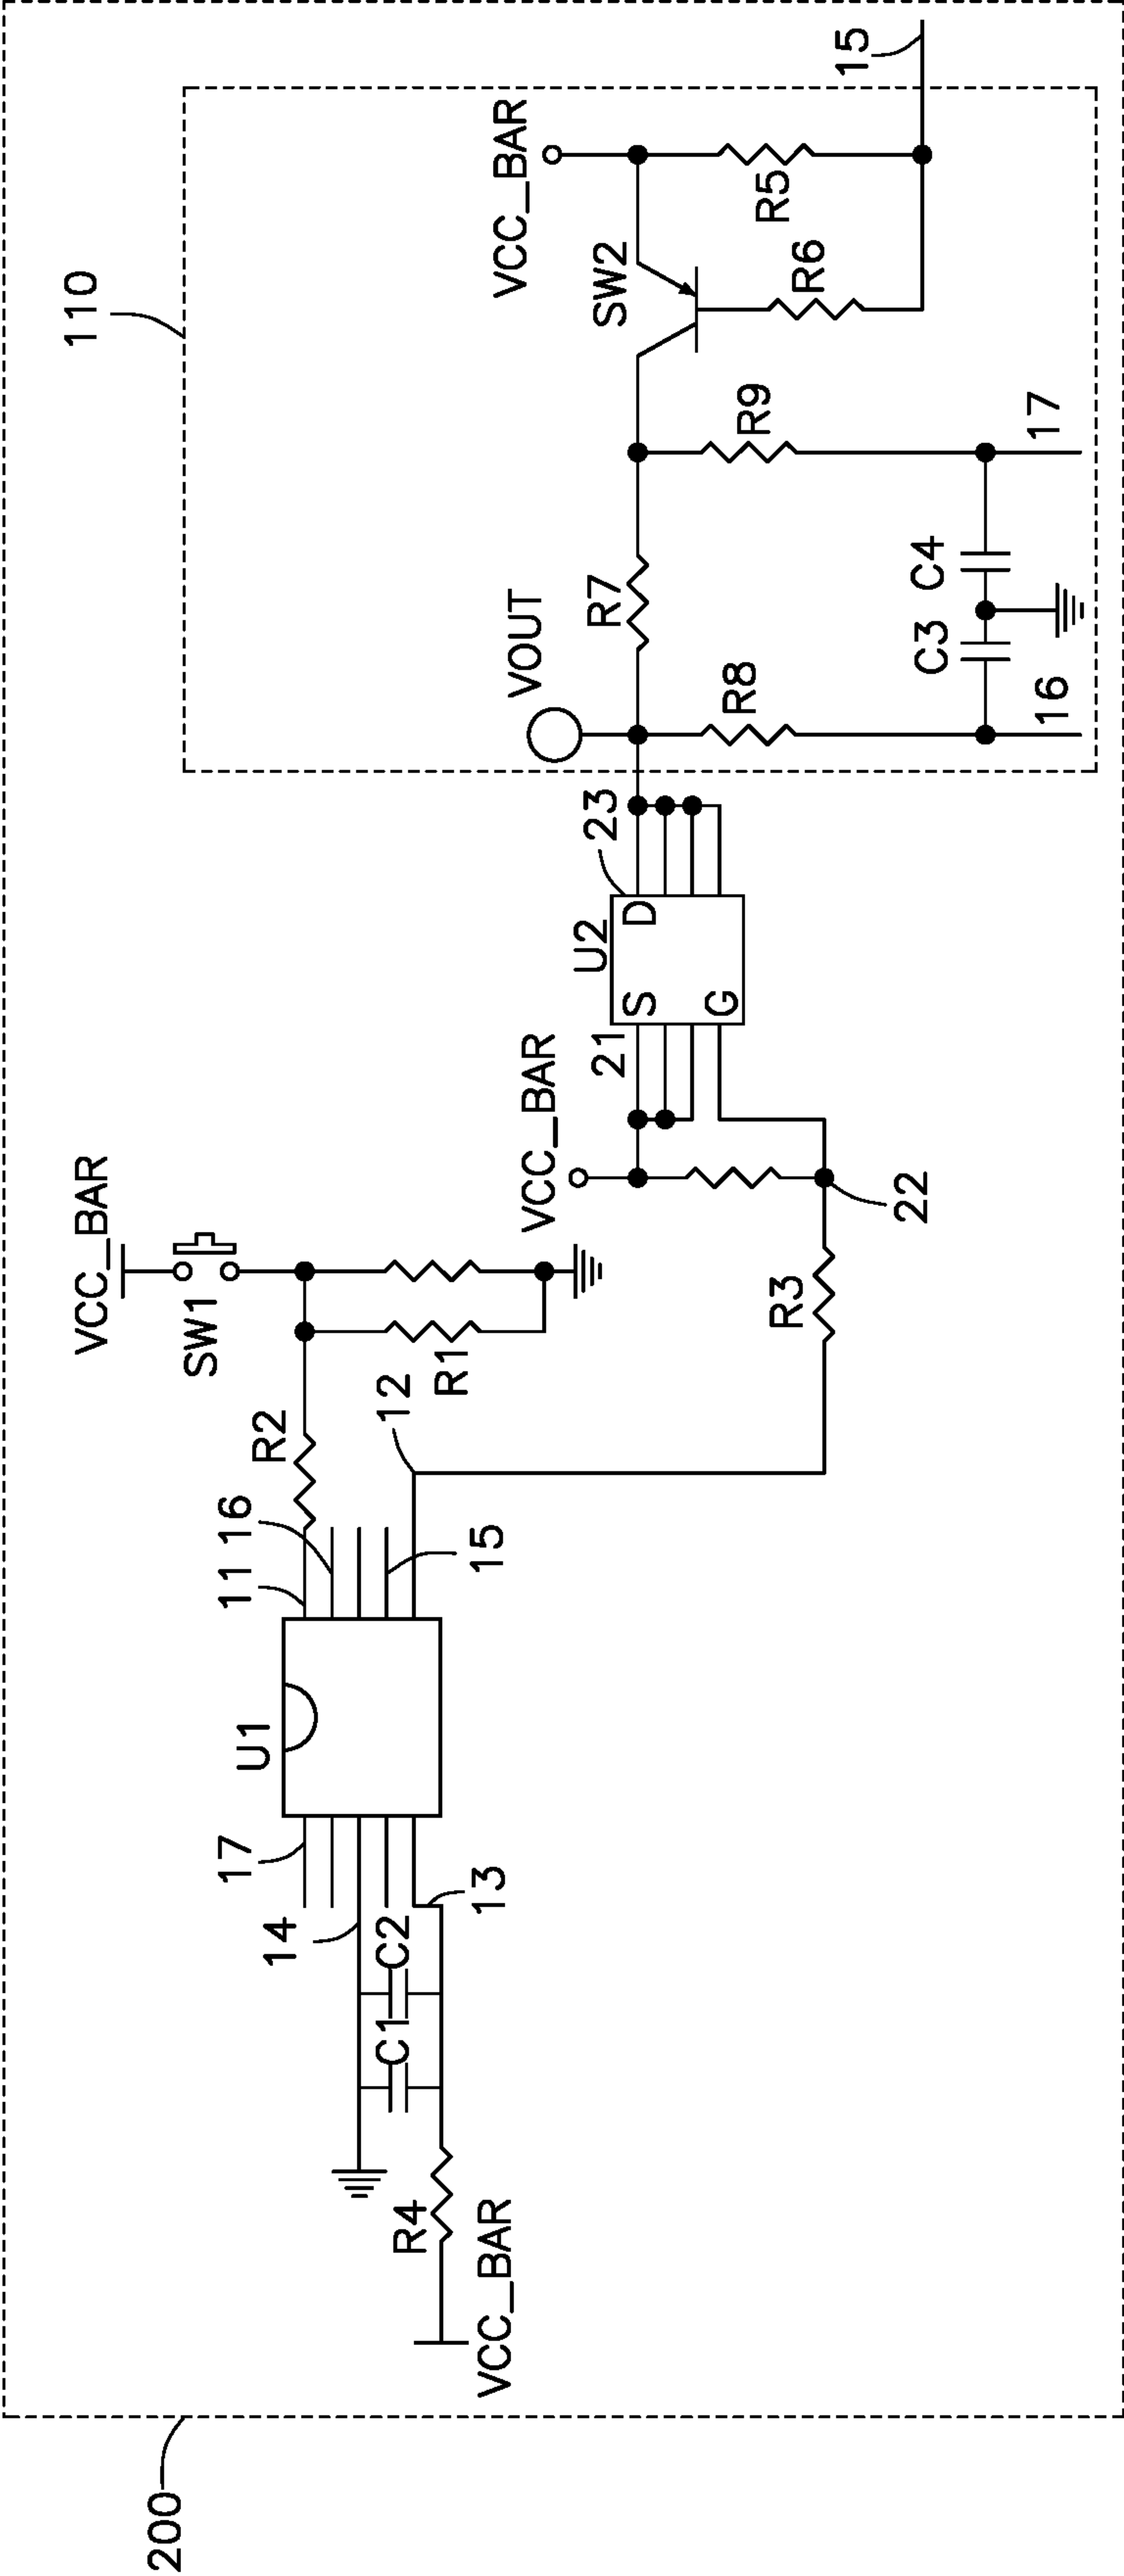 200
110
VCC_BAR
R4
C1
C2
14
13
17
U1
11
16
15
12
R2
R1
SW1
VCC_BAR
R3
22
VCC_BAR
21
S
G
D
U2
23
VOUT
R8
R7
16
C3
C4
17
R9
SW2
R6
R5
VCC_BAR
15